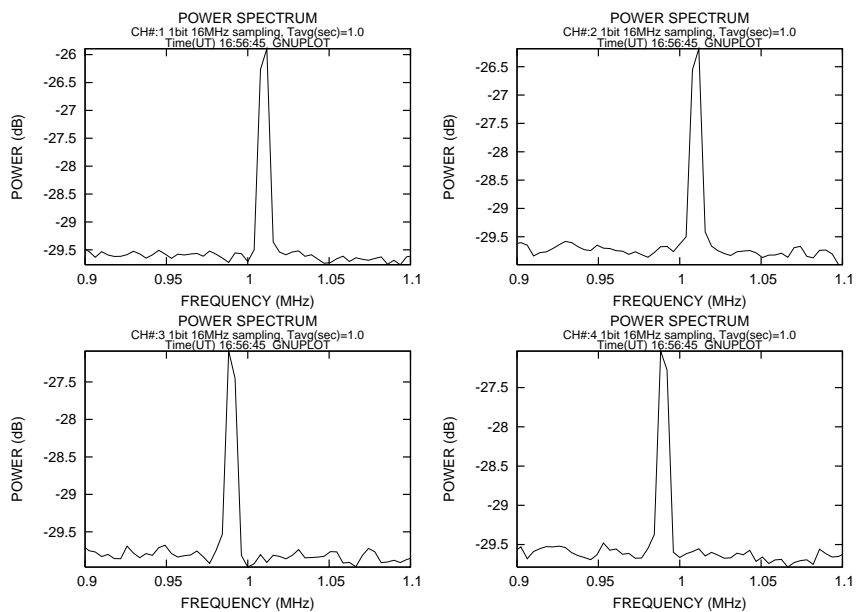 POWER SPECTRUM
CH#:1 1bit 16MHz sampling, Tavg(sec)=1.0
Time(UT) 16:56:45 GNUPLOT
-26
-26.5
-27
-27.5
-28
-28.5
-29
-29.5
POWER (dB)
0.9 0.95 1 1.05 1.1
FREQUENCY (MHz)
POWER SPECTRUM
CH#:2 1bit 16MHz sampling, Tavg(sec)=1.0
Time(UT) 16:56:45 GNUPLOT
-26.5
-27
-27.5
-28
-28.5
-29
-29.5
-30
POWER (dB)
0.9 0.95 1 1.05 1.1
FREQUENCY (MHz)
POWER SPECTRUM
CH#:3 1bit 16MHz sampling, Tavg(sec)=1.0
Time(UT) 16:56:45 GNUPLOT
-27.5
-28
-28.5
-29
-29.5
POWER (dB)
0.9 0.95 1 1.05 1.1
FREQUENCY (MHz)
POWER SPECTRUM
CH#:4 1bit 16MHz sampling, Tavg(sec)=1.0
Time(UT) 16:56:45 GNUPLOT
-27.5
-28
-28.5
-29
-29.5
POWER (dB)
0.9 0.95 1 1.05 1.1
FREQUENCY (MHz)